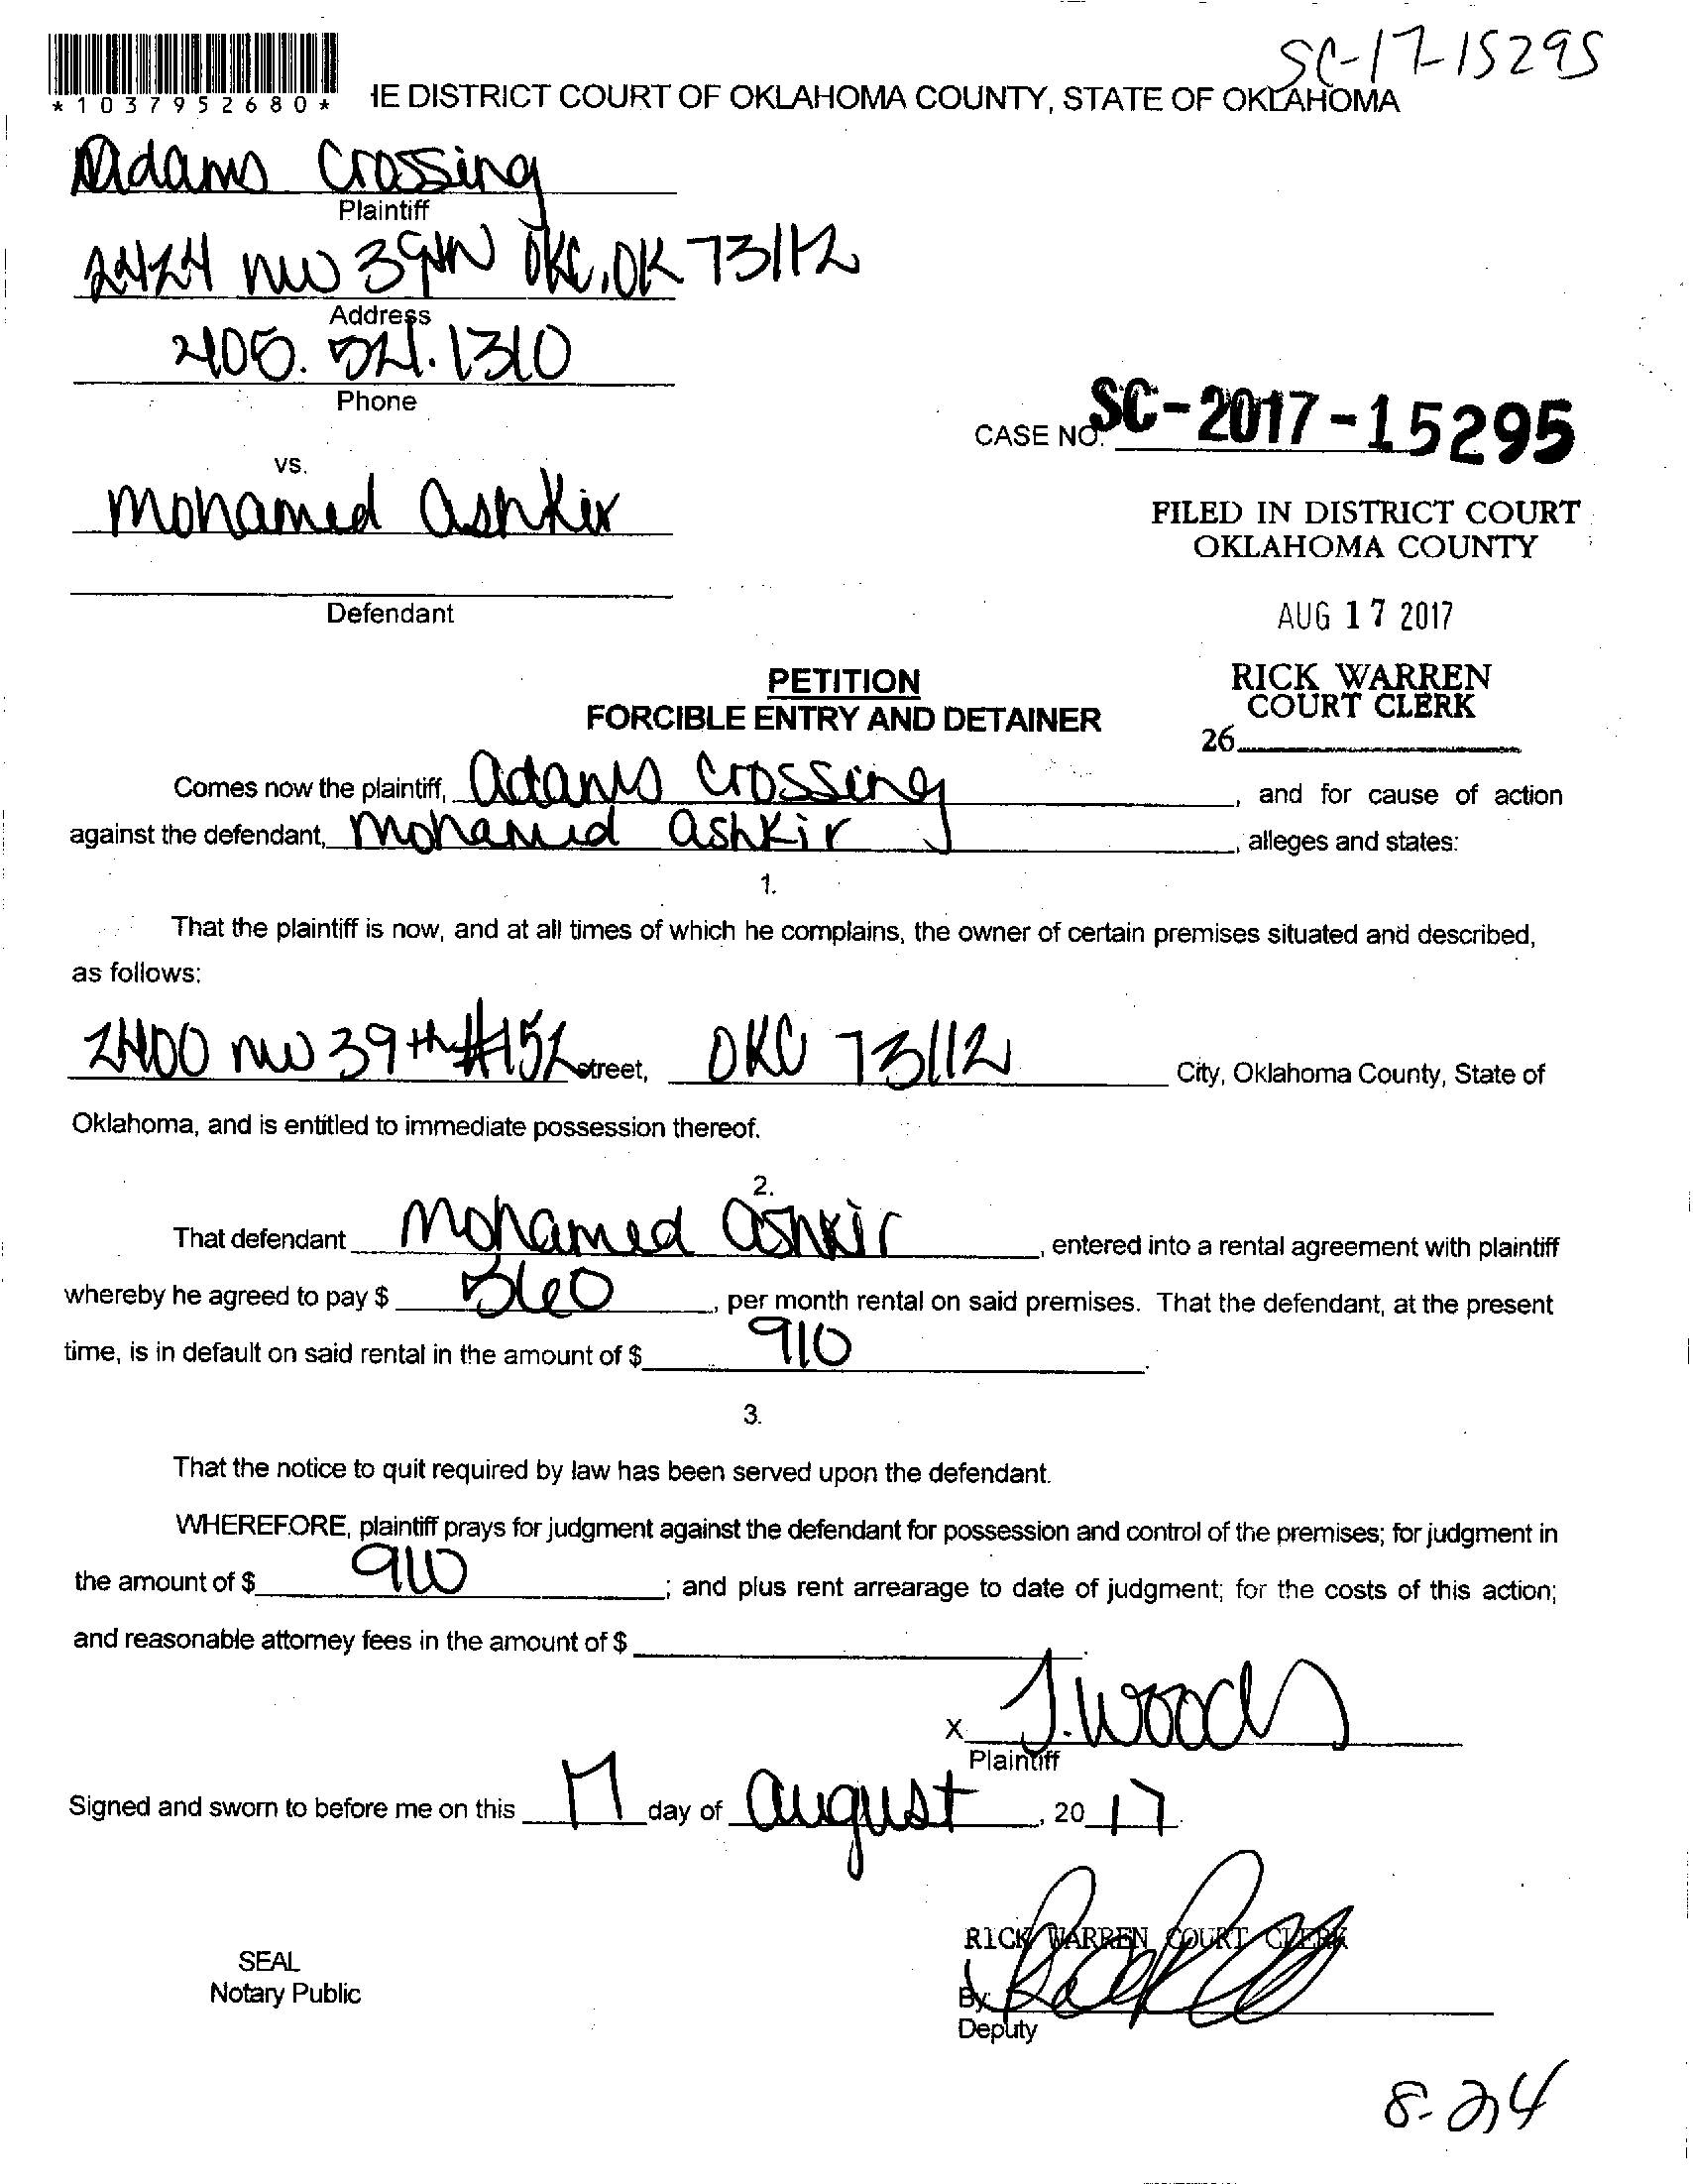 SC-17-15295
*1037952680* IE DISTRICT COURT OF OKLAHOMA COUNTY, STATE OF OKLAHOMA
Adams Crossing
Plaintiff
2424 NW 39th OKC, OK 73112
Address
405. 521. 1310
Phone
CASE NO. SC-2017-15295
vs.
Mohamed Ashkir
FILED IN DISTRICT COURT
OKLAHOMA COUNTY
Defendant
AUG 17 2017
PETITION
FORCIBLE ENTRY AND DETAINER
RICK WARREN
COURT CLERK
26
Comes now the plaintiff, Adams Crossing, and for cause of action
against the defendant, Mohamed Ashkir, alleges and states:
1.
That the plaintiff is now, and at all times of which he complains, the owner of certain premises situated and described,
as follows:
2400 NW 39th #152 street, OKC 73112 City, Oklahoma County, State of
Oklahoma, and is entitled to immediate possession thereof.
2.
That defendant Mohamed Ashkir, entered into a rental agreement with plaintiff
whereby he agreed to pay $ 560, per month rental on said premises. That the defendant, at the present
time, is in default on said rental in the amount of $ 910.
3.
That the notice to quit required by law has been served upon the defendant.
WHEREFORE, plaintiff prays for judgment against the defendant for possession and control of the premises; for judgment in
the amount of $ 910; and plus rent arrearage to date of judgment; for the costs of this action;
and reasonable attorney fees in the amount of $
X J. Woods
Plaintiff
Signed and sworn to before me on this 17 day of August, 20 17.
RICK WARREN COURT CLERK
SEAL
Notary Public
By:
Deputy
8-24